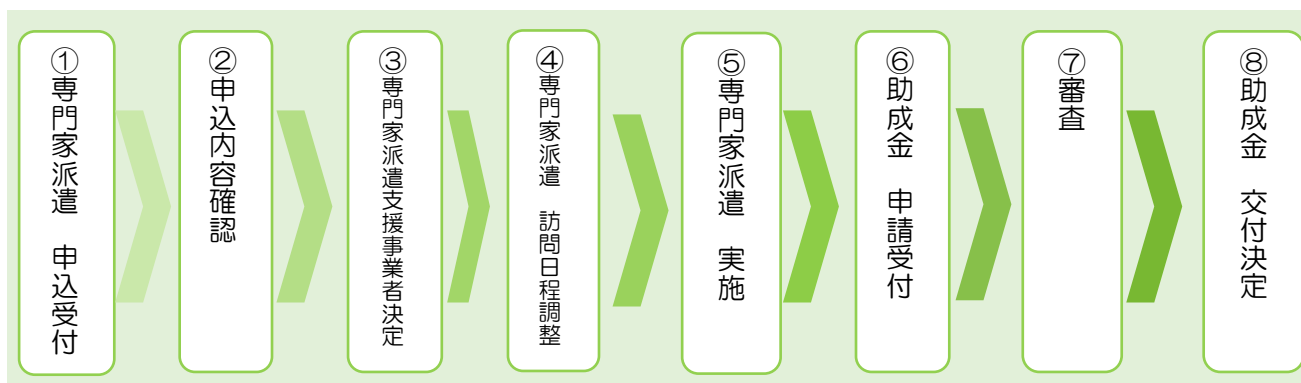 ①専門家派遣　申込受付
②申込内容確認
③専門家派遣支援事業者決定
④専門家派遣　訪問日程調整
⑤専門家派遣　実施
⑥助成金　申請受付
⑦審査
⑧助成金　交付決定